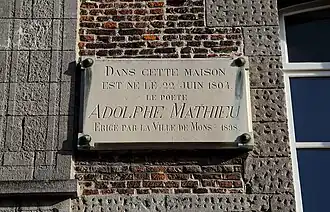 DANS CETTE MAISON
EST NÉ LE 22 JUIN 1804
LE POÈTE
ADOLPHE MATHIEU
ERIGÉ PAR LA VILLE DE MONS - 1898